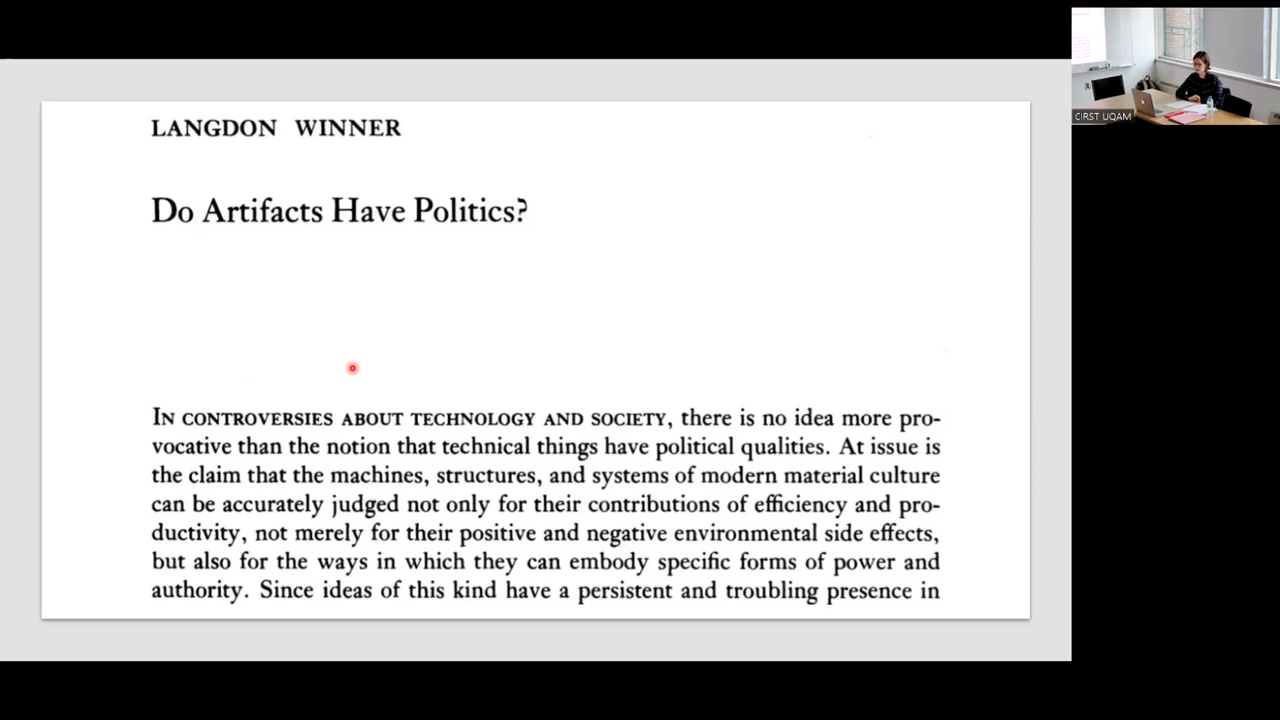 LANGDON WINNER
Do Artifacts Have Politics?
IN CONTROVERSIES ABOUT TECHNOLOGY AND SOCIETY, there is no idea more pro-
vocative than the notion that technical things have political qualities. At issue is
the claim that the machines, structures, and systems of modern material culture
can be accurately judged not only for their contributions of efficiency and pro-
ductivity, not merely for their positive and negative environmental side effects,
but also for the ways in which they can embody specific forms of power and
authority. Since ideas of this kind have a persistent and troubling presence in
CIRST UQAM